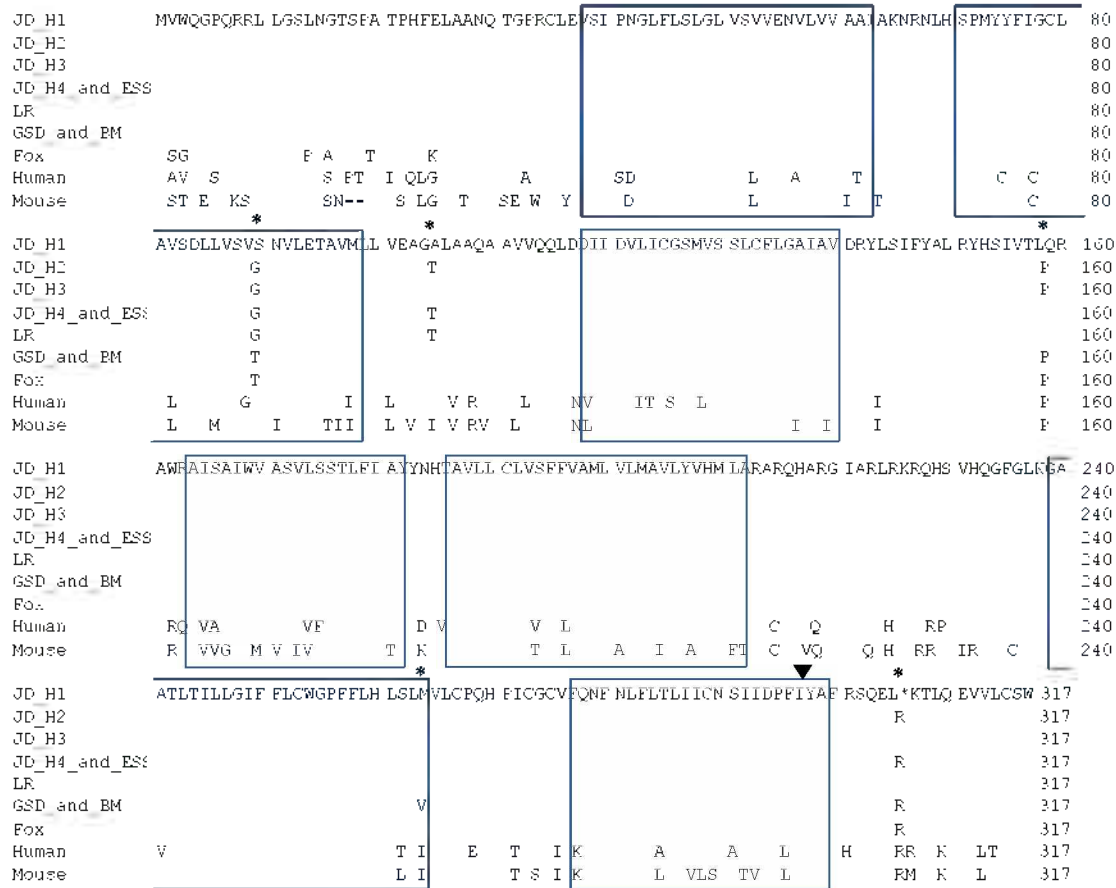 JD_H1 MVWQGPQRRL LGSLNGTSPA TPHFELAANQ TGPRCLEVSI PNGLFLSLGL VSVVENVLVV AAIAKNRNLH SPMYYFIGCL 80
JD_H2 80
JD_H3 80
JD_H4_and_ESS 80
LR 80
GSD_and_BM 80
Fox SG P A T K 80
Human AV S S PT I QLG A SD L A T C C 80
Mouse ST E KS SN-- S LG T SE W Y D L I T C 80
* * *
JD_H1 AVSDLLVSVS NVLETAVMLL VEAGALAAQA AVVQQLDDII DVLICGSMVS SLCFLGAIAV DRYLSIFYAL RYHSIVTLQR 160
JD_H2 G T P 160
JD_H3 G P 160
JD_H4_and_ESS G T 160
LR G T 160
GSD_and_BM T P 160
Fox T P 160
Human L G I L V R L NV IT S L I P 160
Mouse L M I TII L V I V RV L NL I I I P 160
JD_H1 AWRAISAIWV ASVLSSTLFI AYYNHTAVLL CLVSFFVAML VLMAVLYVHM LARARQHARG IARLRKRQHS VHQGFGLKGA 240
JD_H2 240
JD_H3 240
JD_H4_and_ESS 240
LR 240
GSD_and_BM 240
Fox 240
Human RQ VA VF D V V L C Q H RP 240
Mouse R VVG M V IV T K T L A I A FT C VQ Q H RR IR C 240
* ▼ *
JD_H1 ATLTILLGIF FLCWGPFFLH LSLMVLCPQH PICGCVFQNF NLFLTLIICN SIIDPFIYAF RSQEL*KTLQ EVVLCSW 317
JD_H2 R 317
JD_H3 317
JD_H4_and_ESS R 317
LR 317
GSD_and_BM V R 317
Fox R 317
Human V T I E T I K A A L H RR K LT 317
Mouse L I T S I K L VLS TV L RM K L 317